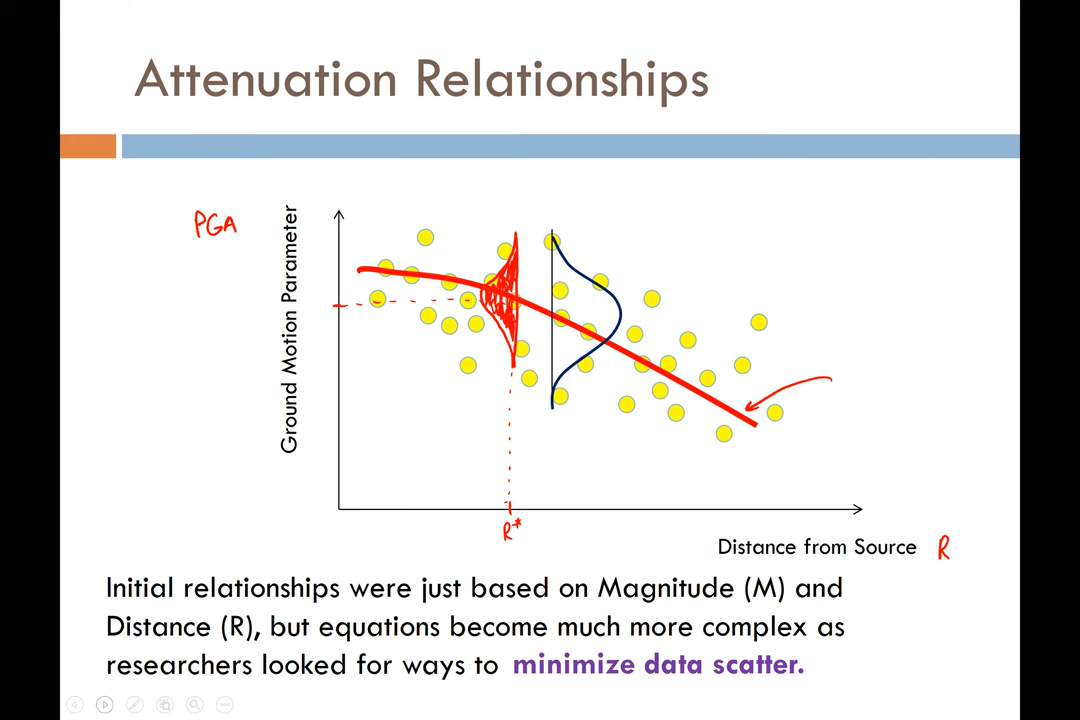 Attenuation Relationships
PGA
Ground Motion Parameter
R*
Distance from Source R
Initial relationships were just based on Magnitude (M) and
Distance (R), but equations become much more complex as
researchers looked for ways to minimize data scatter.